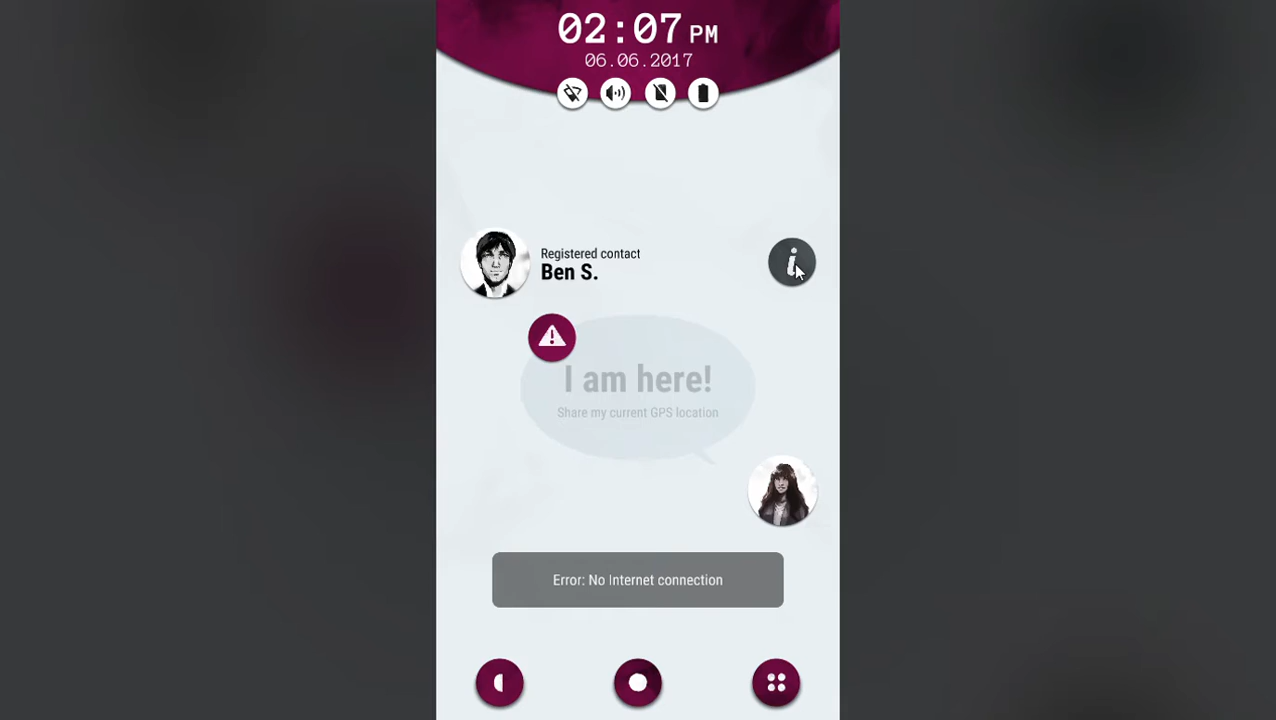 02:07 PM
06.06.2017
Registered contact
Ben S.
I am here!
Share my current GPS location
Error: No Internet connection